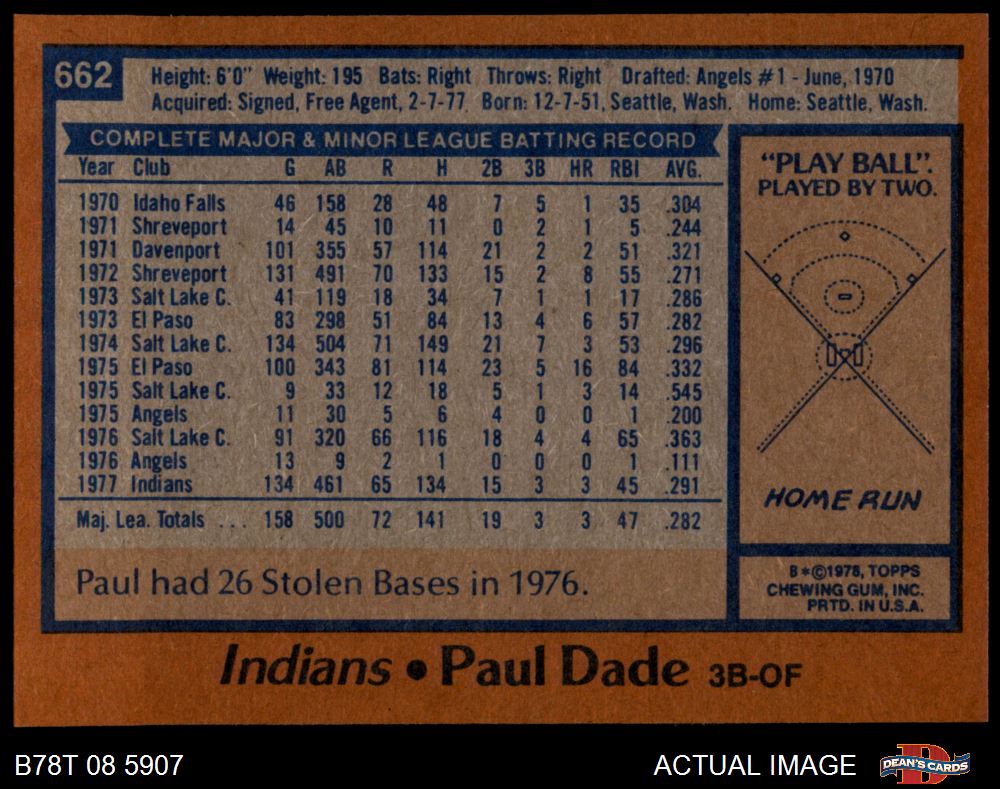 662
Height: 6'0" Weight: 195 Bats: Right Throws: Right Drafted: Angels #1 - June, 1970
Acquired: Signed, Free Agent, 2-7-77. Born: 12-7-51, Seattle, Wash. Home: Seattle, Wash.
COMPLETE MAJOR & MINOR LEAGUE BATTING RECORD
Year Club G AB R H 2B 3B HR RBI AVG.
1970 Idaho Falls 46 158 28 48 7 5 1 35 .304
1971 Shreveport 14 45 10 11 0 2 1 5 .244
1971 Davenport 101 355 57 114 21 2 2 51 .321
1972 Shreveport 131 491 70 133 15 2 8 55 .271
1973 Salt Lake C. 41 119 18 34 7 1 1 17 .286
1973 El Paso 83 298 51 84 13 4 6 57 .282
1974 Salt Lake C. 134 504 71 149 21 7 3 53 .296
1975 El Paso 100 343 81 114 23 5 16 84 .332
1975 Salt Lake C. 9 33 12 18 5 1 3 14 .545
1975 Angels 11 30 5 6 4 0 0 1 .200
1976 Salt Lake C. 91 320 66 116 18 4 4 65 .363
1976 Angels 13 9 2 1 0 0 0 1 .111
1977 Indians 134 461 65 134 15 3 3 45 .291
Maj. Lea. Totals ... 158 500 72 141 19 3 3 47 .282
Paul had 26 Stolen Bases in 1976.
"PLAY BALL".
PLAYED BY TWO.
HOME RUN
B*©1978, TOPPS
CHEWING GUM, INC.
PRTD. IN U.S.A.
Indians • Paul Dade 3B-OF
B78T 08 5907
ACTUAL IMAGE
DEAN'S CARDS